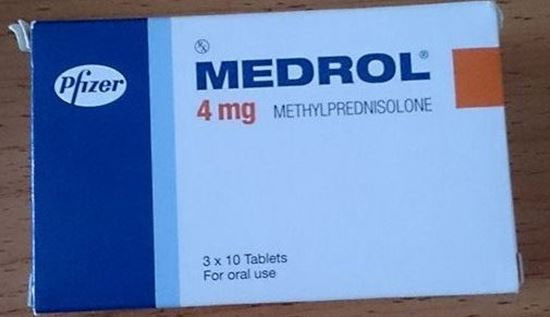 Pfizer
℞
MEDROL®
4 mg METHYLPREDNISOLONE
3 x 10 Tablets
For oral use